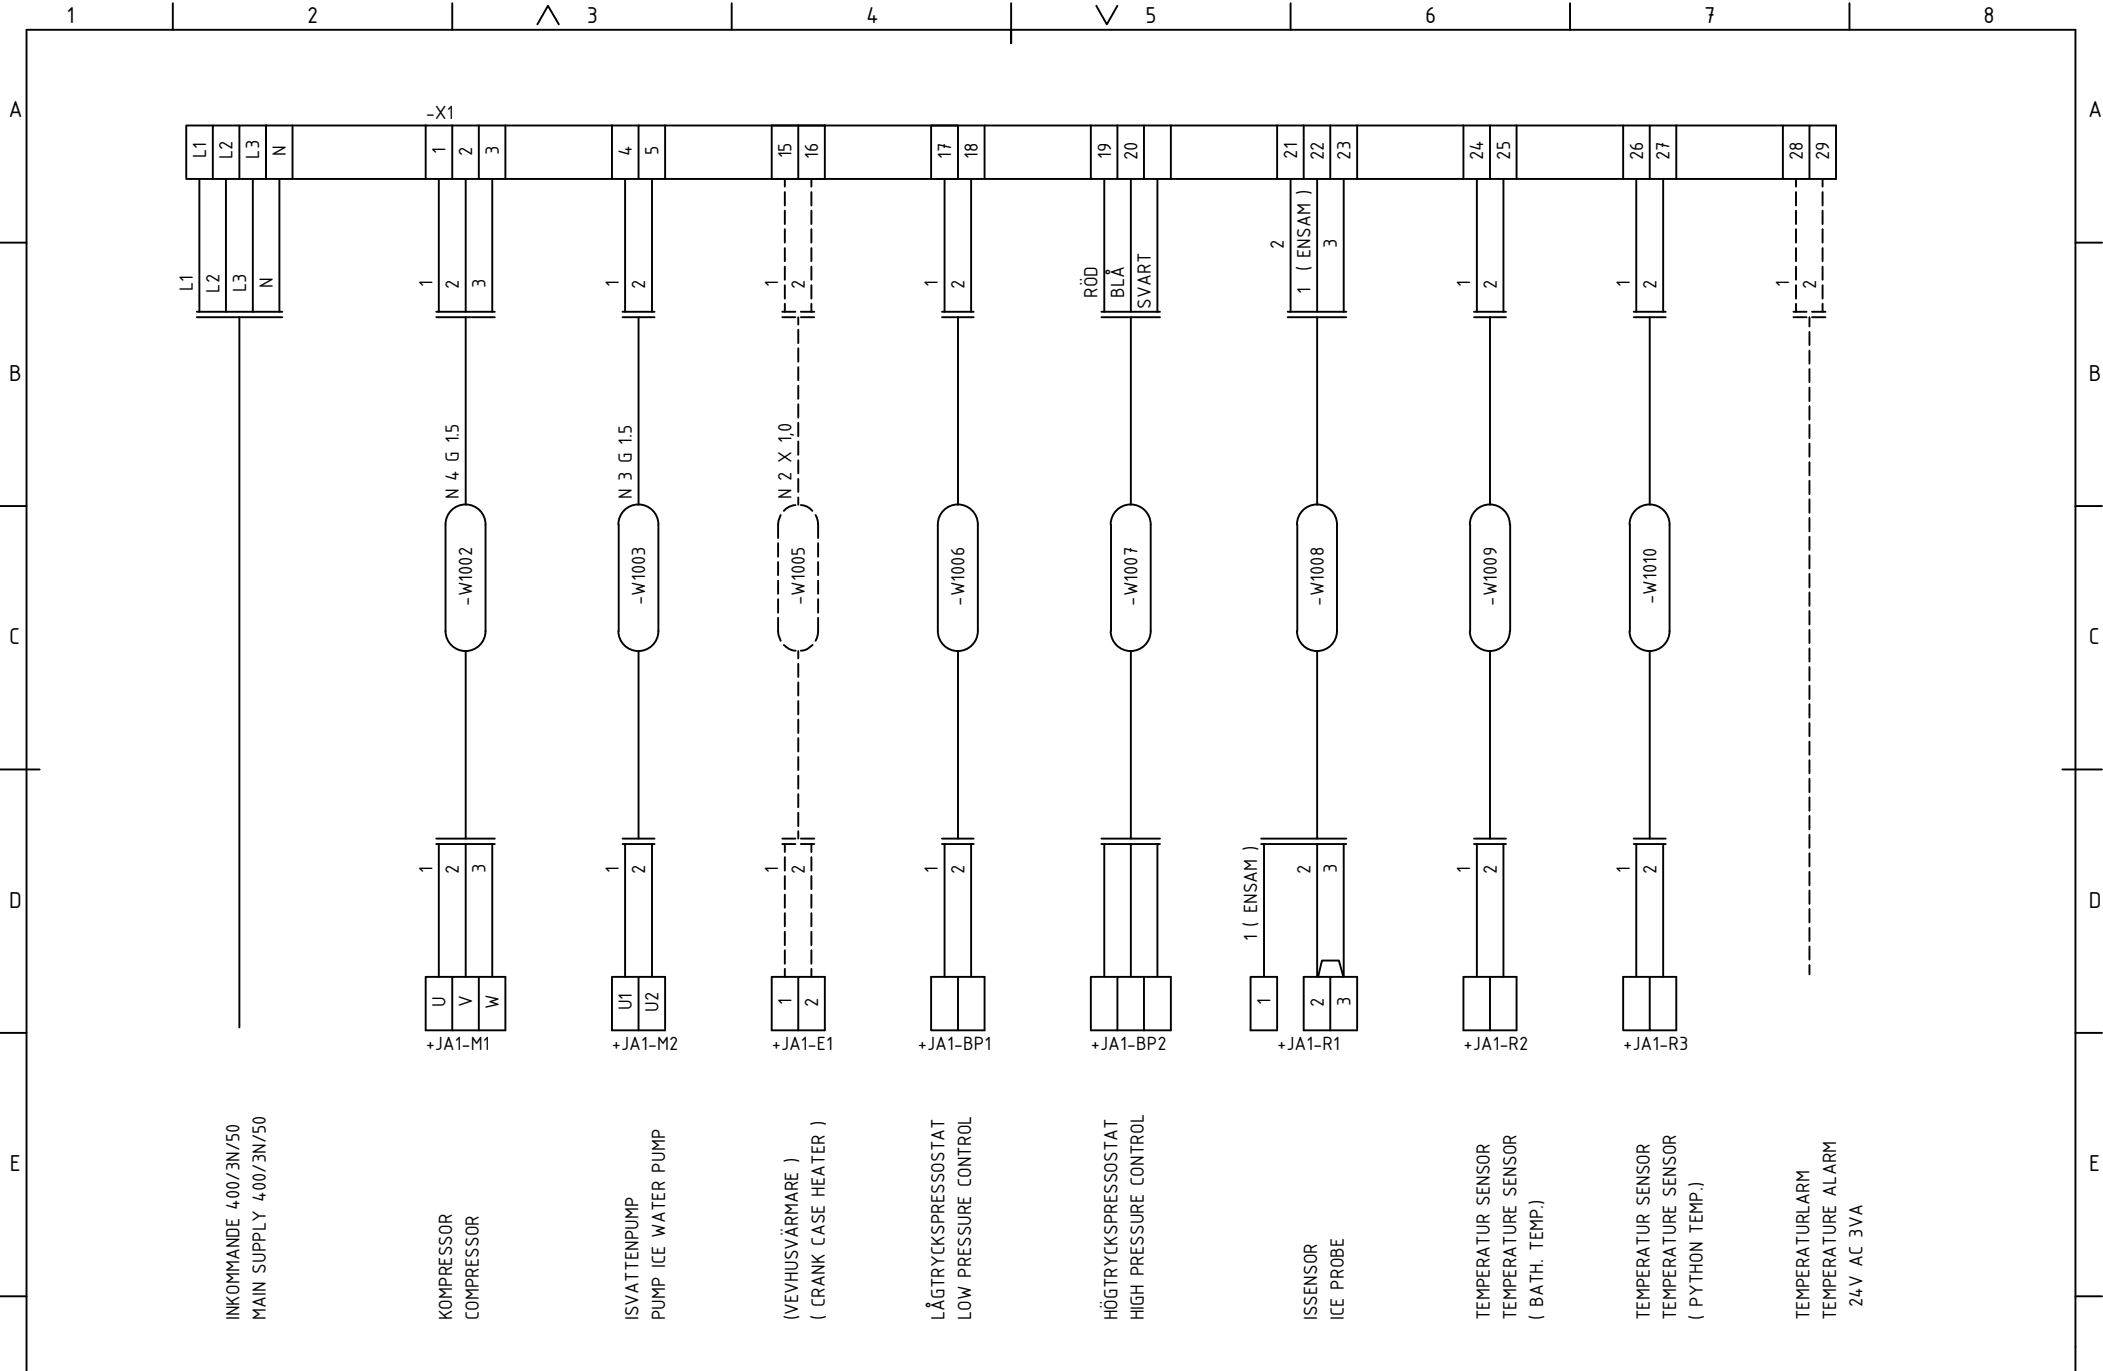 1 2 3 4 5 6 7 8
A A
-X1
L1 L2 L3 N 1 2 3 4 5 15 16 17 18 19 20 21 22 23 24 25 26 27 28 29
2 1 ( ENSAM ) 3
B B
L1 L2 L3 N 1 2 3 1 2 1 2 1 2 RÖD BLÅ SVART 1 2 1 2 1 2
N 4 G 1.5 N 3 G 1.5 N 2 X 1,0
-W1002 -W1003 -W1005 -W1006 -W1007 -W1008 -W1009 -W1010
C C
1 2 3 1 2 1 2 1 2 1 ( ENSAM ) 2 3 1 2 1 2
D D
U V W U1 U2 1 2 1 2 3
+JA1-M1 +JA1-M2 +JA1-E1 +JA1-BP1 +JA1-BP2 +JA1-R1 +JA1-R2 +JA1-R3
E E
INKOMMANDE 400/3N/50
MAIN SUPPLY 400/3N/50
KOMPRESSOR
COMPRESSOR
ISVATTENPUMP
PUMP ICE WATER PUMP
(VEVHUSVÄRMARE )
( CRANK CASE HEATER )
LÅGTRYCKSPRESSOSTAT
LOW PRESSURE CONTROL
HÖGTRYCKSPRESSOSTAT
HIGH PRESSURE CONTROL
ISSENSOR
ICE PROBE
TEMPERATUR SENSOR
TEMPERATURE SENSOR
( BATH. TEMP.)
TEMPERATUR SENSOR
TEMPERATURE SENSOR
( PYTHON TEMP.)
TEMPERATURLARM
TEMPERATURE ALARM
24V AC 3VA